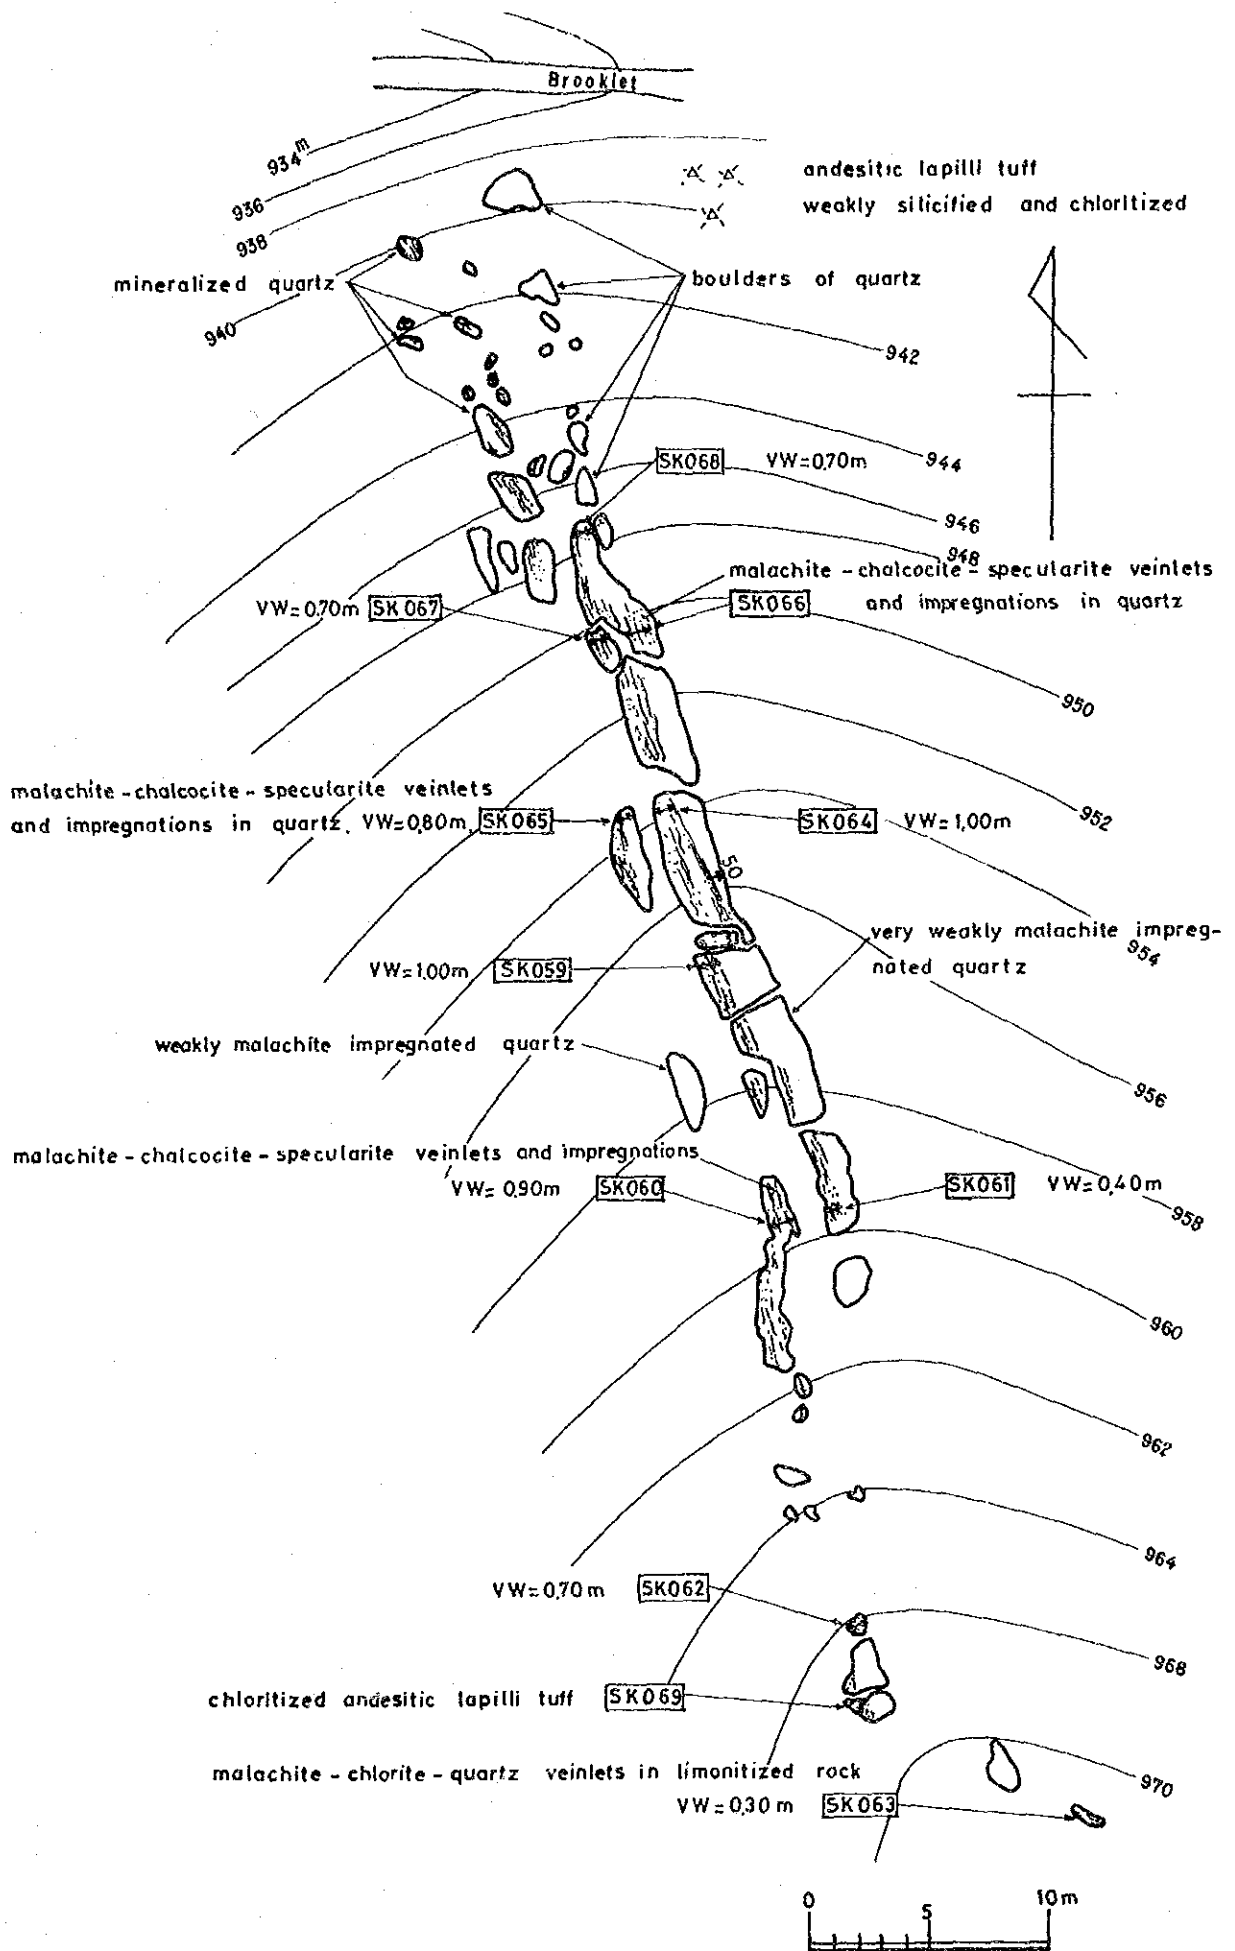 Brooklet
934m
936
938
andesitic lapilli tuff
weakly silicified and chloritized
mineralized quartz
boulders of quartz
940
942
944
SK068 VW=0,70m
946
948
malachite-chalcocite-specularite veinlets
and impregnations in quartz
SK066
VW=0,70m SK067
950
malachite-chalcocite-specularite veinlets
and impregnations in quartz. VW=0,80m. SK065
SK064 VW=1,00m
952
50
very weakly malachite impreg-
nated quartz
954
VW=1,00m SK059
weakly malachite impregnated quartz
956
malachite-chalcocite-specularite veinlets and impregnations
VW=0,90m SK060
SK061 VW=0,40m
958
960
962
964
VW=0,70m SK062
968
chloritized andesitic lapilli tuff SK069
malachite-chlorite-quartz veinlets in limonitized rock
VW=0,30m SK063
970
0 5 10m